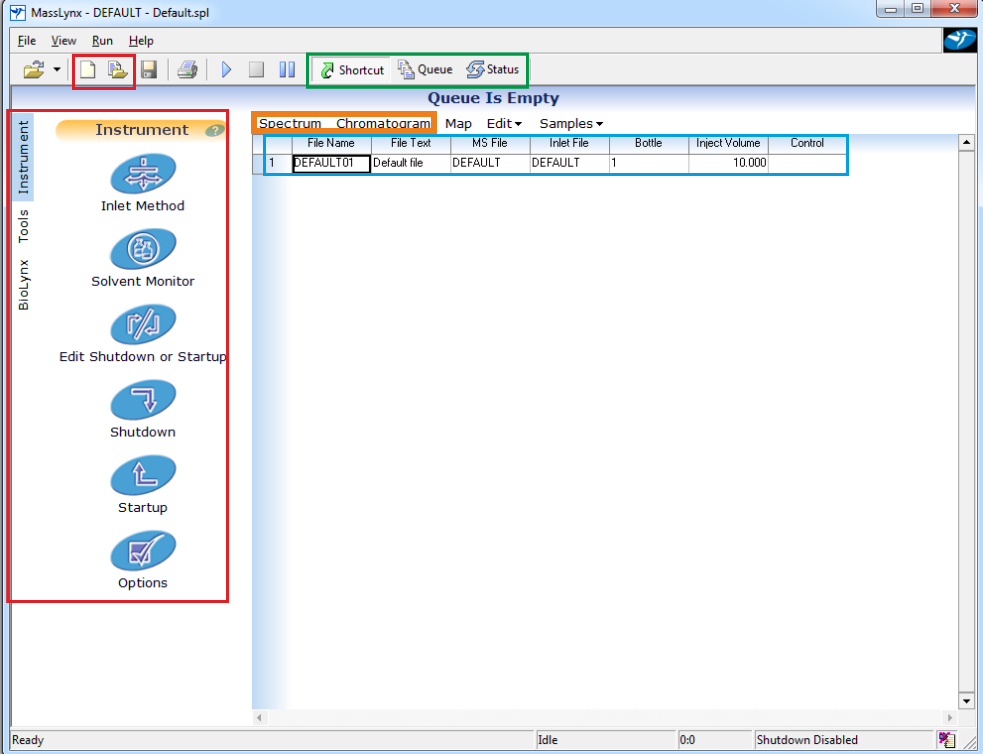 MassLynx - DEFAULT - Default.spl
File View Run Help
Shortcut Queue Status
Queue Is Empty
Instrument
Tools
BioLynx
Instrument ?
Inlet Method
Solvent Monitor
Edit Shutdown or Startup
Shutdown
Startup
Options
Spectrum Chromatogram Map Edit Samples
File Name File Text MS File Inlet File Bottle Inject Volume Control
1 DEFAULT01 Default file DEFAULT DEFAULT 1 10.000
Ready Idle 0:0 Shutdown Disabled